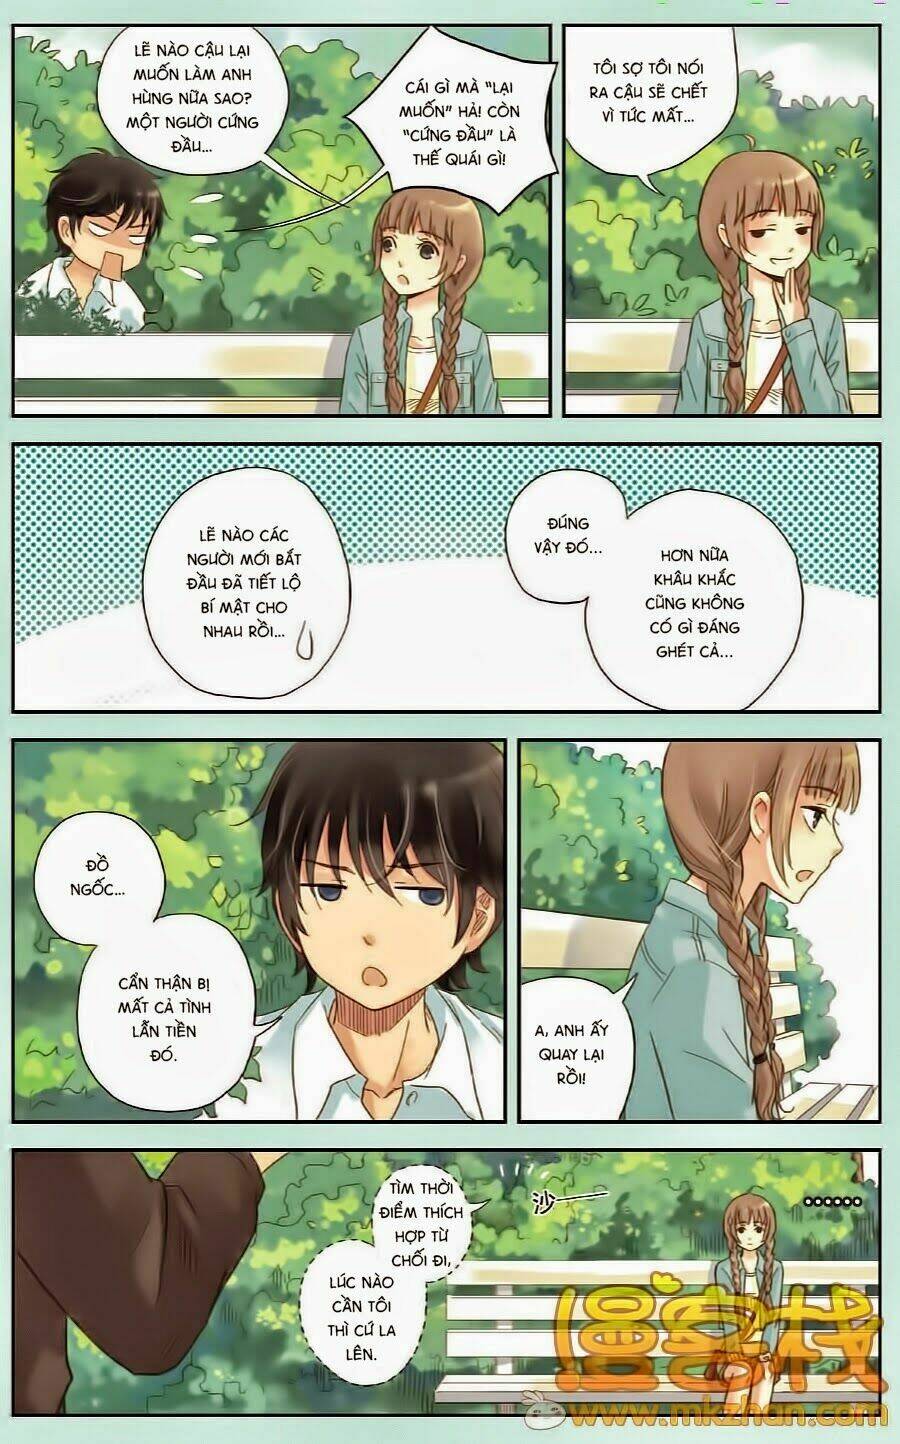 LẼ NÀO CẬU LẠI
MUỐN LÀM ANH
HÙNG NỮA SAO?
MỘT NGƯỜI CỨNG
ĐẦU...
CÁI GÌ MÀ "LẠI
MUỐN" HẢ! CÒN
"CỨNG ĐẦU" LÀ
THẾ QUÁI GÌ!
TÔI SỢ TÔI NÓI
RA CẬU SẼ CHẾT
VÌ TỨC MẤT...
LẼ NÀO CÁC
NGƯỜI MỚI BẮT
ĐẦU ĐÃ TIẾT LỘ
BÍ MẬT CHO
NHAU RỒI...
ĐÚNG
VẬY ĐÓ...
HƠN NỮA
KHÂU KHẮC
CŨNG KHÔNG
CÓ GÌ ĐÁNG
GHÉT CẢ...
ĐỒ
NGỐC...
CẨN THẬN BỊ
MẤT CẢ TÌNH
LẪN TIỀN
ĐÓ.
A, ANH ẤY
QUAY LẠI
RỒI!
TÌM THỜI
ĐIỂM THÍCH
HỢP TỪ
CHỐI ĐI,
LÚC NÀO
CẦN TÔI
THÌ CỨ LA
LÊN.
沙——
。。。。。。
漫客栈
www.mkzhan.com